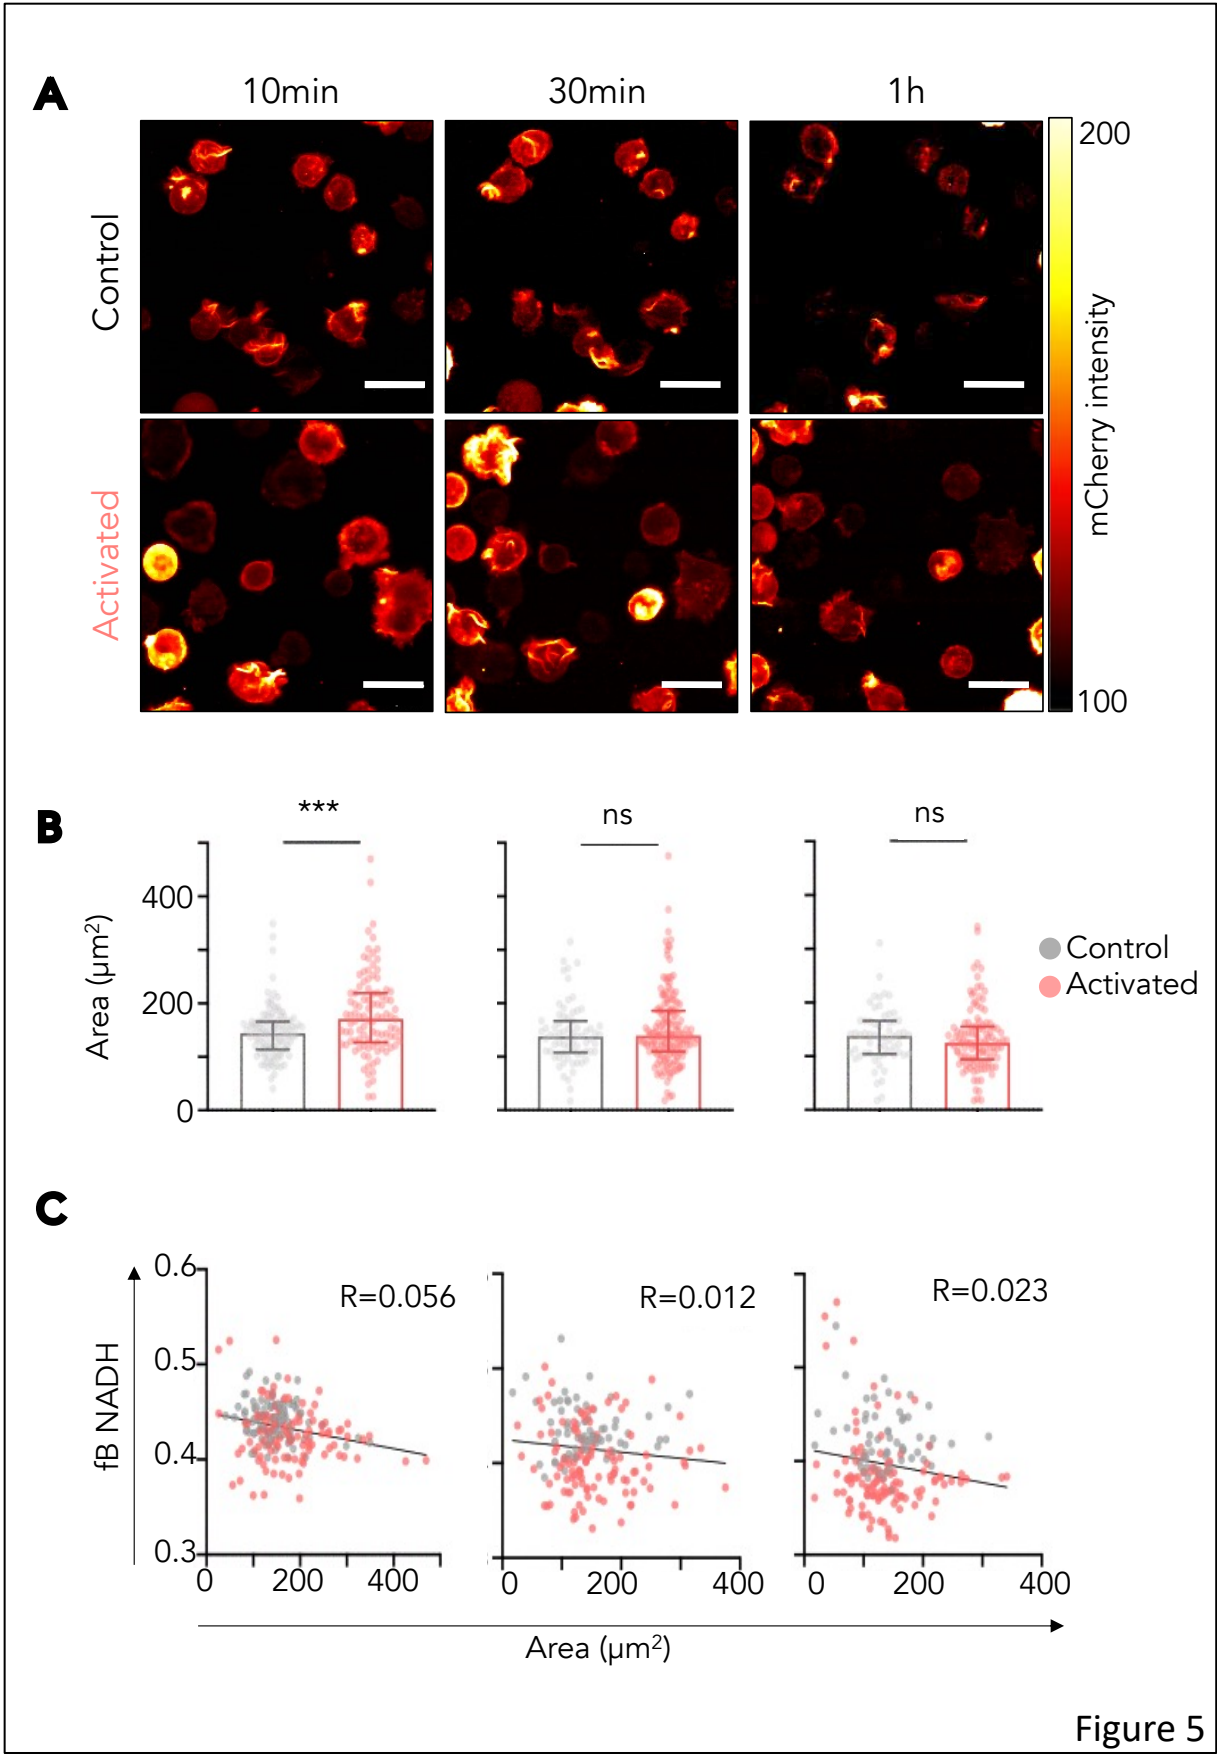 A
10min 30min 1h
Control
Activated
200
mCherry intensity
100
B
*** ns ns
Area (µm²)
400
200
0
Control
Activated
C
fB NADH
0.6
0.5
0.4
0.3
R=0.056 R=0.012 R=0.023
0 200 400 0 200 400 0 200 400
Area (µm²)
Figure 5